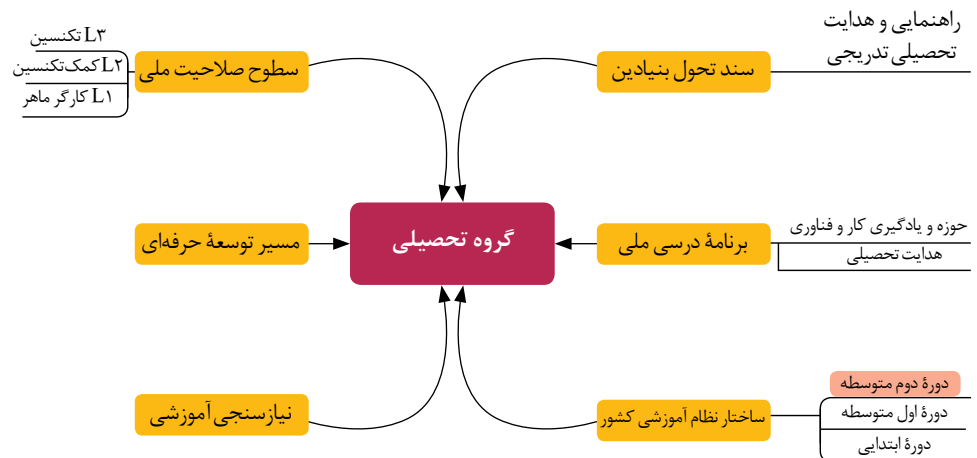 راهنمایی و هدایت
تحصیلی تدریجی
سند تحول بنیادین
سطوح صلاحیت ملی
L۳ تکنسین
L۲ کمک‌تکنسین
L۱ کارگر ماهر
حوزه و یادگیری کار و فناوری
هدایت تحصیلی
برنامهٔ درسی ملی
گروه تحصیلی
مسیر توسعهٔ حرفه‌ای
دورهٔ دوم متوسطه
دورهٔ اول متوسطه
دورهٔ ابتدایی
ساختار نظام آموزشی کشور
نیازسنجی آموزشی